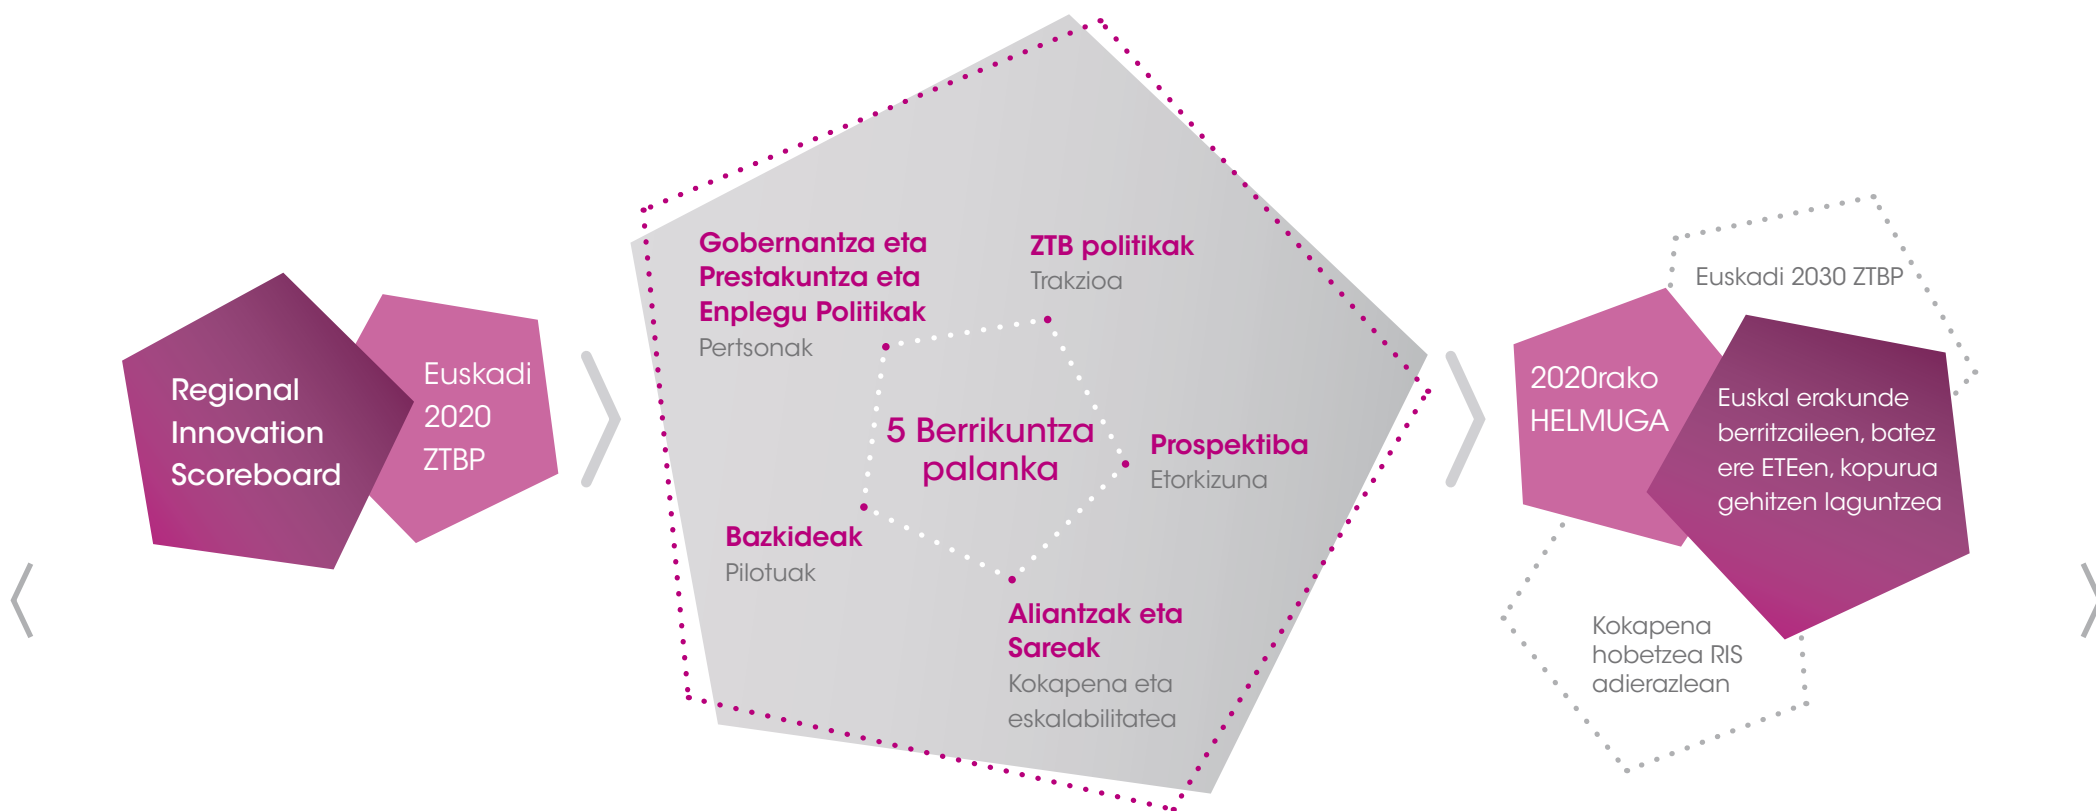 Regional
Innovation
Scoreboard
Euskadi
2020
ZTBP
Gobernantza eta
Prestakuntza eta
Enplegu Politikak
Pertsonak
ZTB politikak
Trakzioa
5 Berrikuntza
palanka
Prospektiba
Etorkizuna
Bazkideak
Pilotuak
Aliantzak eta
Sareak
Kokapena eta
eskalabilitatea
Euskadi 2030 ZTBP
2020rako
HELMUGA
Euskal erakunde
berritzaileen, batez
ere ETEen, kopurua
gehitzen laguntzea
Kokapena
hobetzea RIS
adierazlean